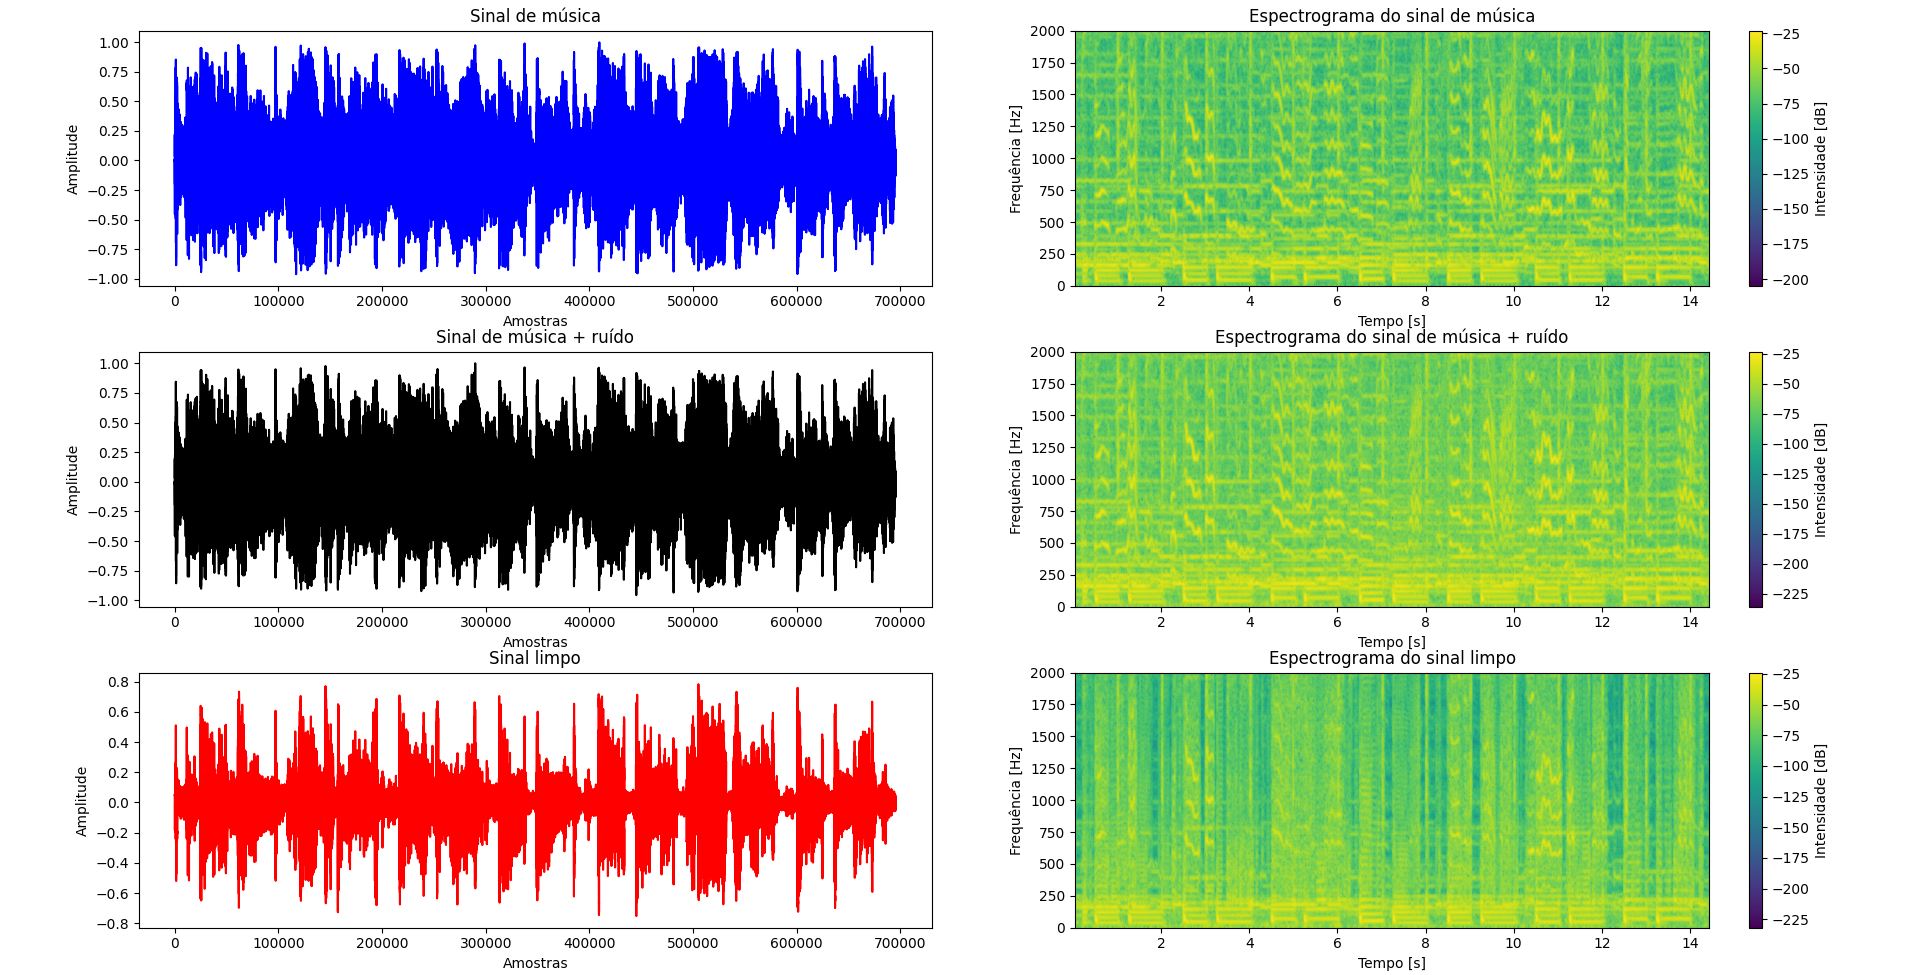 Sinal de música
1.00
0.75
0.50
0.25
0.00
−0.25
−0.50
−0.75
−1.00
Amplitude
0 100000 200000 300000 400000 500000 600000 700000
Amostras
Espectrograma do sinal de música
2000
1750
1500
1250
1000
750
500
250
0
Frequência [Hz]
2 4 6 8 10 12 14
Tempo [s]
−25
−50
−75
−100
−125
−150
−175
−200
Intensidade [dB]
Sinal de música + ruído
1.00
0.75
0.50
0.25
0.00
−0.25
−0.50
−0.75
−1.00
Amplitude
0 100000 200000 300000 400000 500000 600000 700000
Amostras
Espectrograma do sinal de música + ruído
2000
1750
1500
1250
1000
750
500
250
0
Frequência [Hz]
2 4 6 8 10 12 14
Tempo [s]
−25
−50
−75
−100
−125
−150
−175
−200
−225
Intensidade [dB]
Sinal limpo
0.8
0.6
0.4
0.2
0.0
−0.2
−0.4
−0.6
−0.8
Amplitude
0 100000 200000 300000 400000 500000 600000 700000
Amostras
Espectrograma do sinal limpo
2000
1750
1500
1250
1000
750
500
250
0
Frequência [Hz]
2 4 6 8 10 12 14
Tempo [s]
−25
−50
−75
−100
−125
−150
−175
−200
−225
Intensidade [dB]